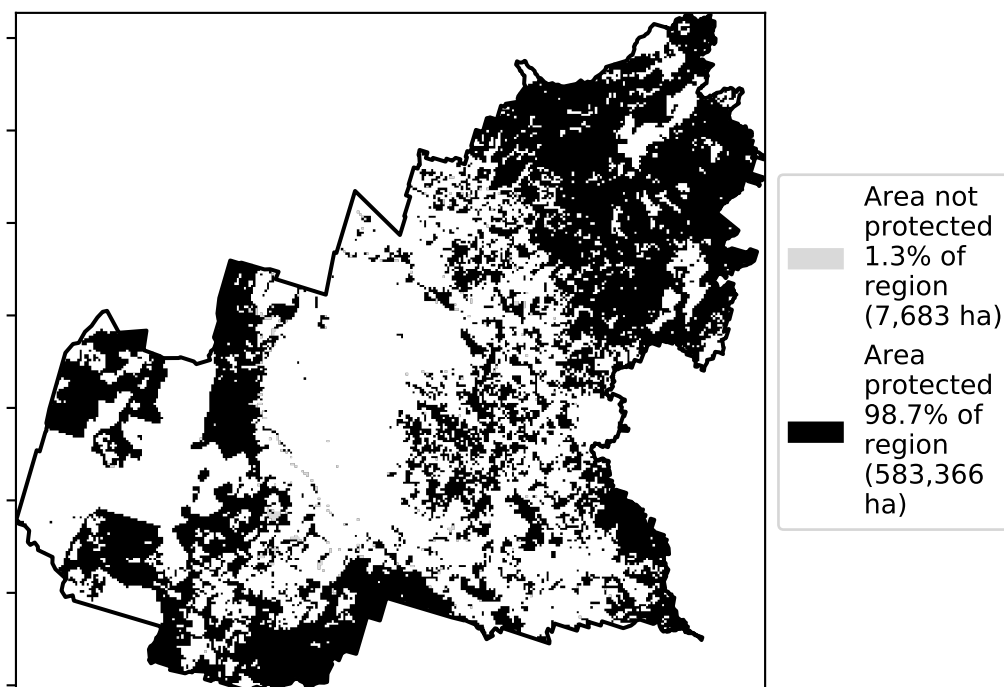 Area not
protected
1.3% of
region
(7,683 ha)
Area
protected
98.7% of
region
(583,366
ha)